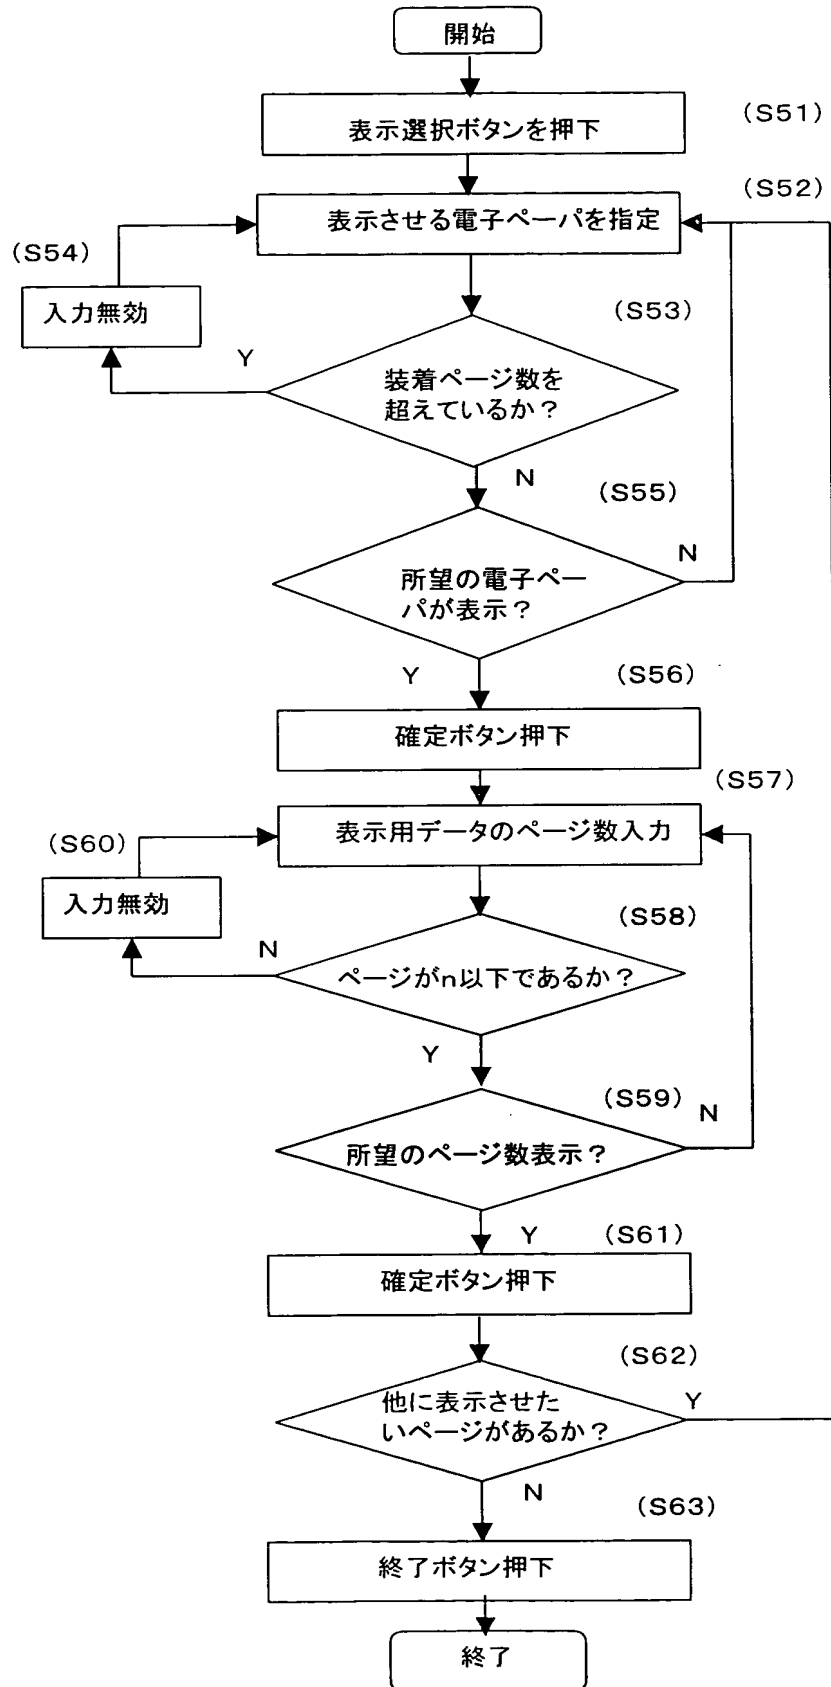 開始
(S51)
表示選択ボタンを押下
(S52)
表示させる電子ペーパを指定
(S54)
入力無効
(S53)
Y
装着ページ数を
超えているか?
N
(S55)
N
所望の電子ペー
パが表示?
Y
(S56)
確定ボタン押下
(S57)
表示用データのページ数入力
(S60)
入力無効
(S58)
N
ページがn以下であるか?
Y
(S59)
N
所望のページ数表示?
Y
(S61)
確定ボタン押下
(S62)
他に表示させた
いページがあるか?
Y
N
(S63)
終了ボタン押下
終了